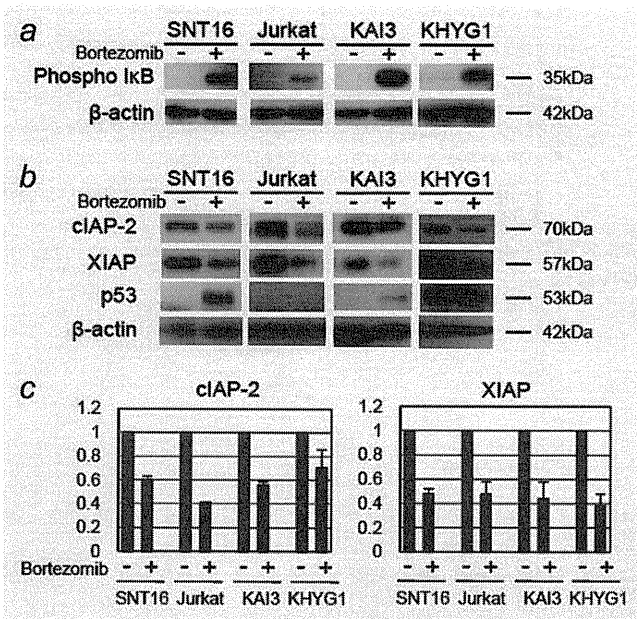 a SNT16 Jurkat KAI3 KHYG1
Bortezomib - + - + - + - +
Phospho IκB 35kDa
β-actin 42kDa
b SNT16 Jurkat KAI3 KHYG1
Bortezomib - + - + - + - +
cIAP-2 70kDa
XIAP 57kDa
p53 53kDa
β-actin 42kDa
c cIAP-2 XIAP
1.2 1.2
1 1
0.8 0.8
0.6 0.6
0.4 0.4
0.2 0.2
0 0
Bortezomib - + - + - + - + - + - + - + - +
SNT16 Jurkat KAI3 KHYG1 SNT16 Jurkat KAI3 KHYG1